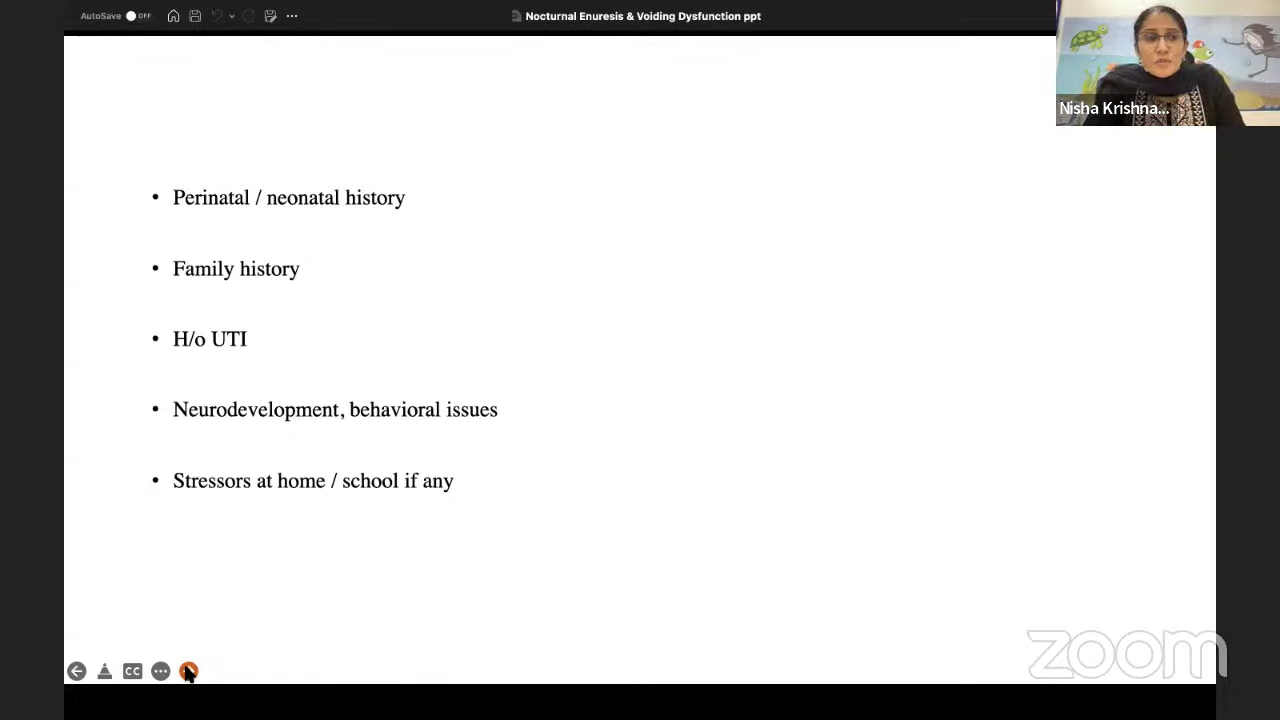 AutoSave OFF
Nocturnal Enuresis & Voiding Dysfunction ppt
Nisha Krishna...
• Perinatal / neonatal history
• Family history
• H/o UTI
• Neurodevelopment, behavioral issues
• Stressors at home / school if any
CC
zoom